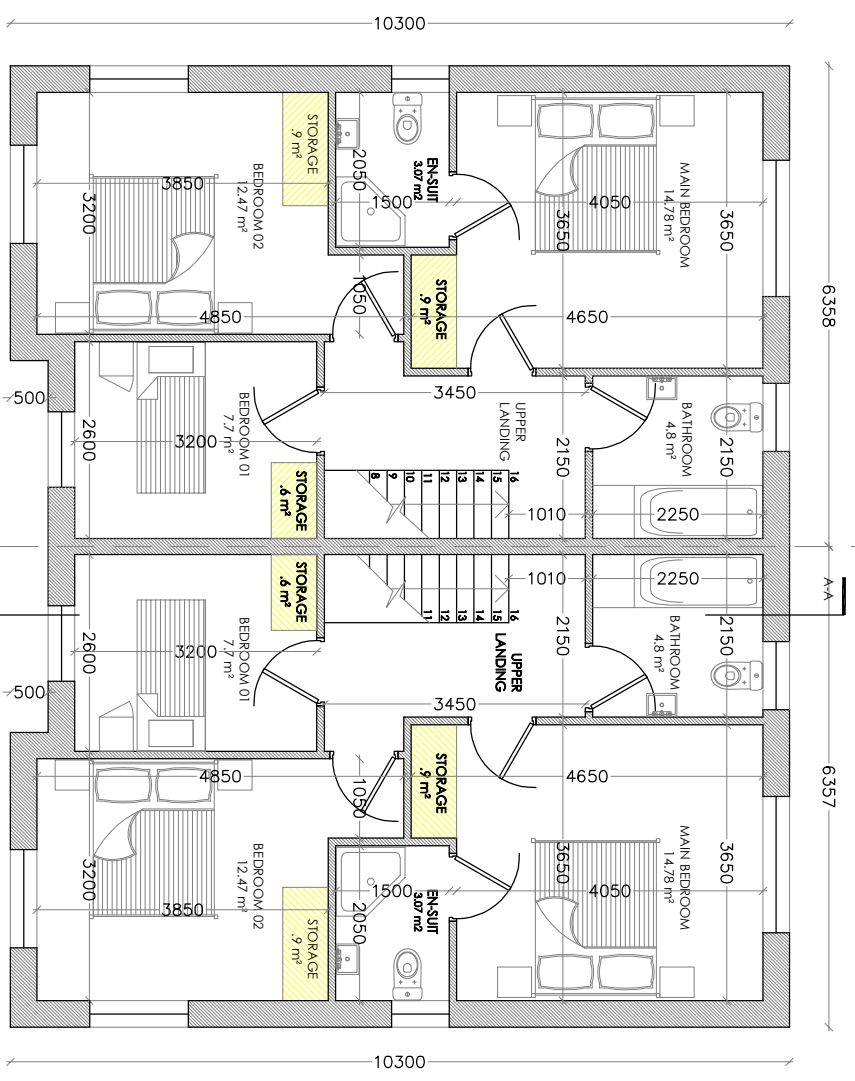 10300
STORAGE
.9 m²
BEDROOM 02
12.47 m²
3850
3200
4850
EN-SUIT
3.07 m2
2050
1500
1050
MAIN BEDROOM
14.78 m²
4050
3650
3650
4650
STORAGE
.9 m²
6358
500
BEDROOM 01
7.7 m²
3200
2600
STORAGE
.6 m²
3450
UPPER
LANDING
2150
1010
8
9
10
11
12
13
14
15
16
BATHROOM
4.8 m²
2150
2250
A-A
STORAGE
.6 m²
BEDROOM 01
7.7 m²
3200
2600
500
11
12
13
14
15
16
1010
UPPER
LANDING
2150
3450
2250
BATHROOM
4.8 m²
2150
6357
4850
1050
BEDROOM 02
12.47 m²
3200
3850
STORAGE
.9 m²
STORAGE
.9 m²
4650
EN-SUIT
3.07 m2
1500
2050
MAIN BEDROOM
14.78 m²
3650
3650
4050
10300